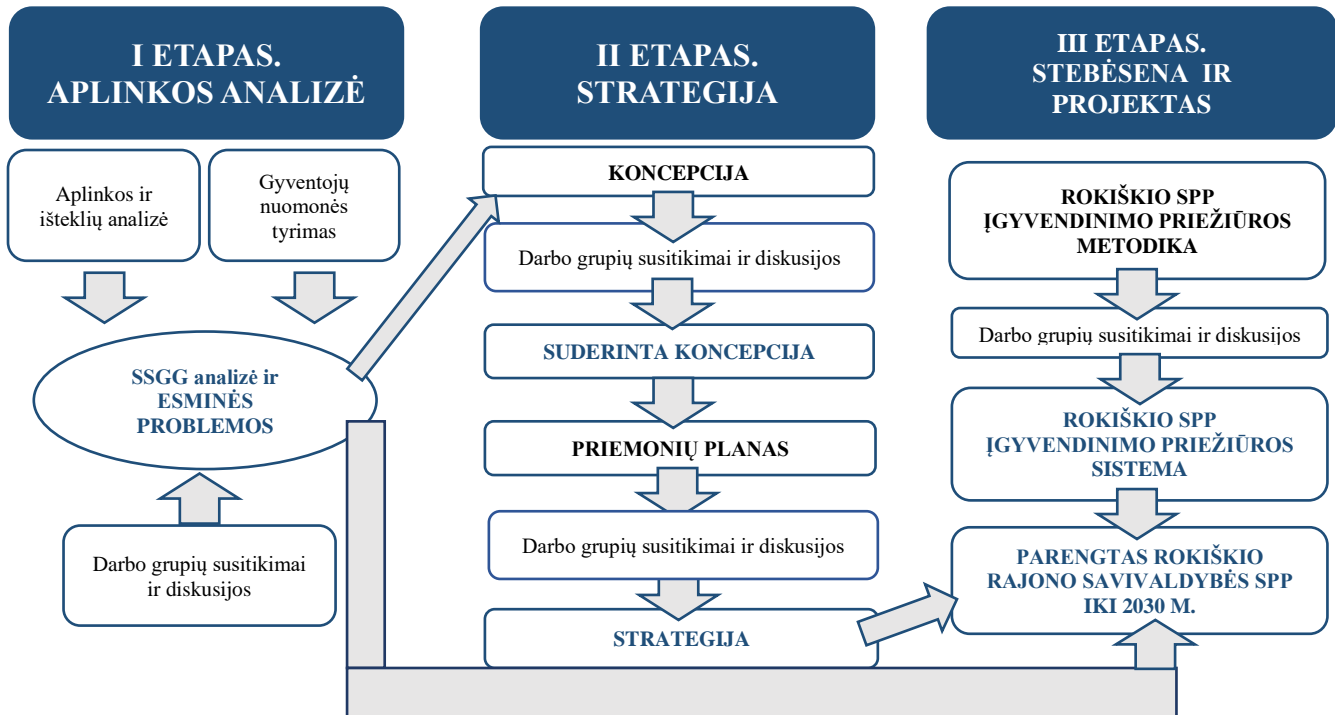 I ETAPAS.
APLINKOS ANALIZĖ
Aplinkos ir
išteklių analizė
Gyventojų
nuomonės
tyrimas
SSGG analizė ir
ESMINĖS
PROBLEMOS
Darbo grupių susitikimai
ir diskusijos
II ETAPAS.
STRATEGIJA
KONCEPCIJA
Darbo grupių susitikimai ir diskusijos
SUDERINTA KONCEPCIJA
PRIEMONIŲ PLANAS
Darbo grupių susitikimai ir diskusijos
STRATEGIJA
III ETAPAS.
STEBĖSENA IR
PROJEKTAS
ROKIŠKIO SPP
ĮGYVENDINIMO PRIEŽIŪROS
METODIKA
Darbo grupių susitikimai ir diskusijos
ROKIŠKIO SPP
ĮGYVENDINIMO PRIEŽIŪROS
SISTEMA
PARENGTAS ROKIŠKIO
RAJONO SAVIVALDYBĖS SPP
IKI 2030 M.